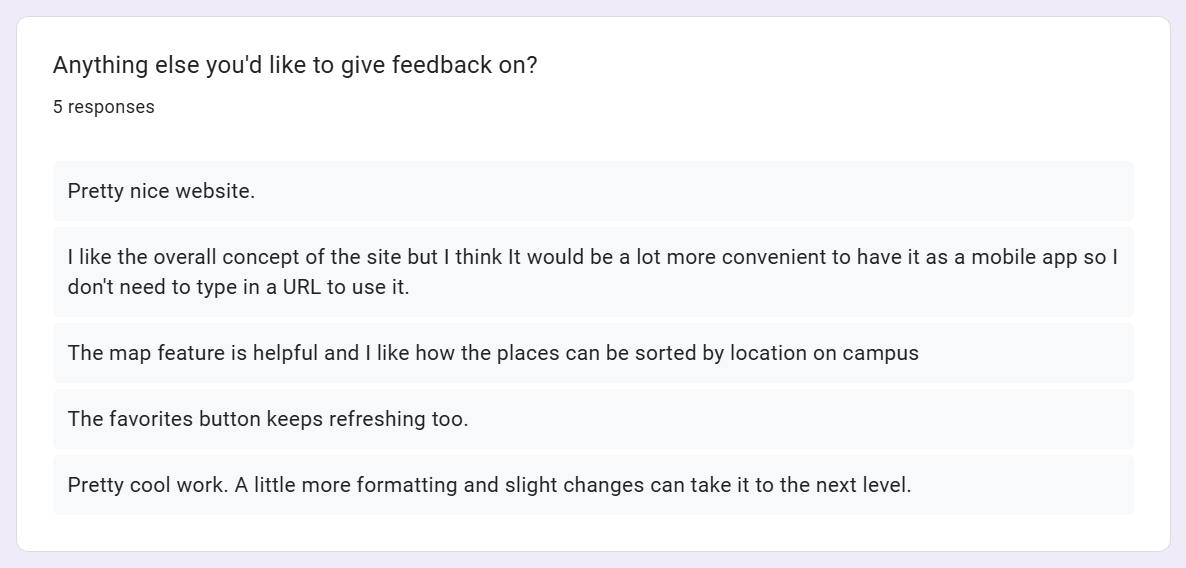 Anything else you'd like to give feedback on?
5 responses
Pretty nice website.
I like the overall concept of the site but I think It would be a lot more convenient to have it as a mobile app so I
don't need to type in a URL to use it.
The map feature is helpful and I like how the places can be sorted by location on campus
The favorites button keeps refreshing too.
Pretty cool work. A little more formatting and slight changes can take it to the next level.